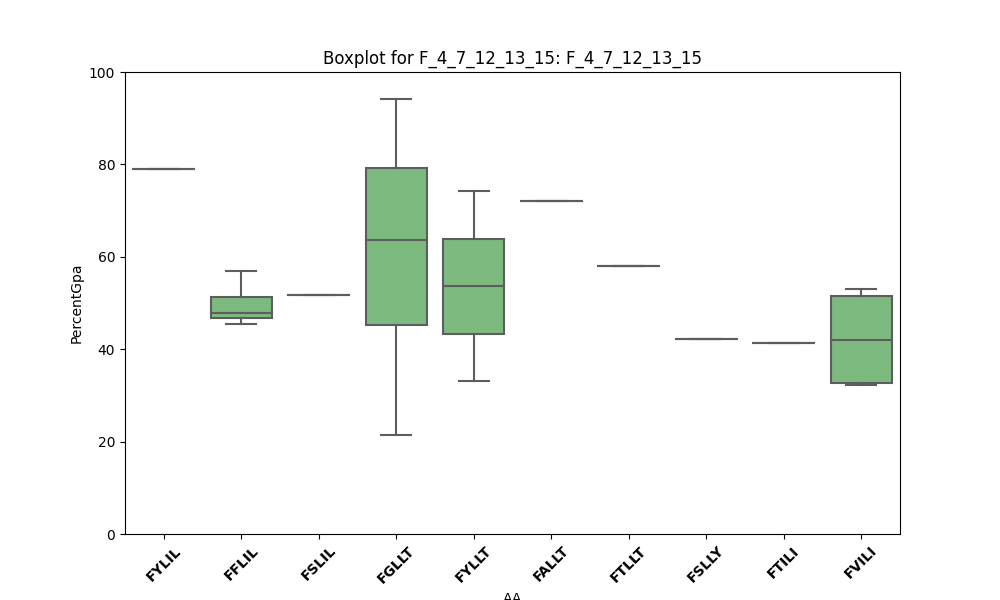 Boxplot for F_4_7_12_13_15: F_4_7_12_13_15
100
80
60
40
20
0
PercentGpa
FYLIL
FFLIL
FSLIL
FGLLT
FYLLT
FALLT
FTLLT
FSLLY
FTILI
FVILI
AA